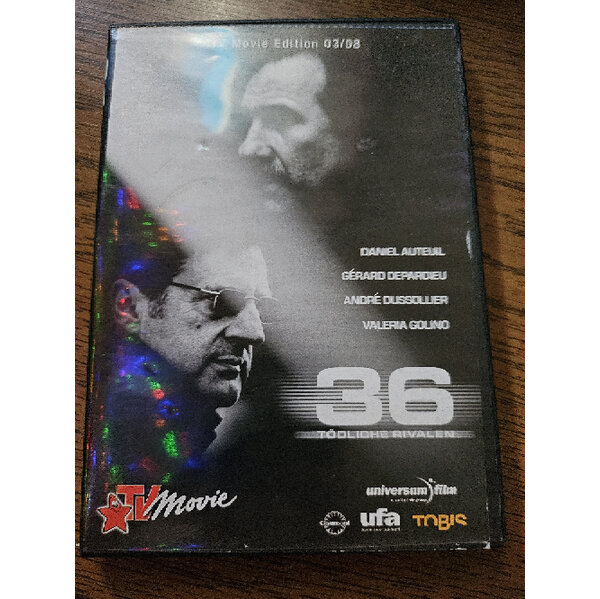 Movie Edition 03/08
DANIEL AUTEUIL
GÉRARD DEPARDIEU
ANDRÉ DUSSOLLIER
VALERIA GOLINO
36
TÖDLICHE RIVALEN
TV Movie
universum film
ufa
TOBIS